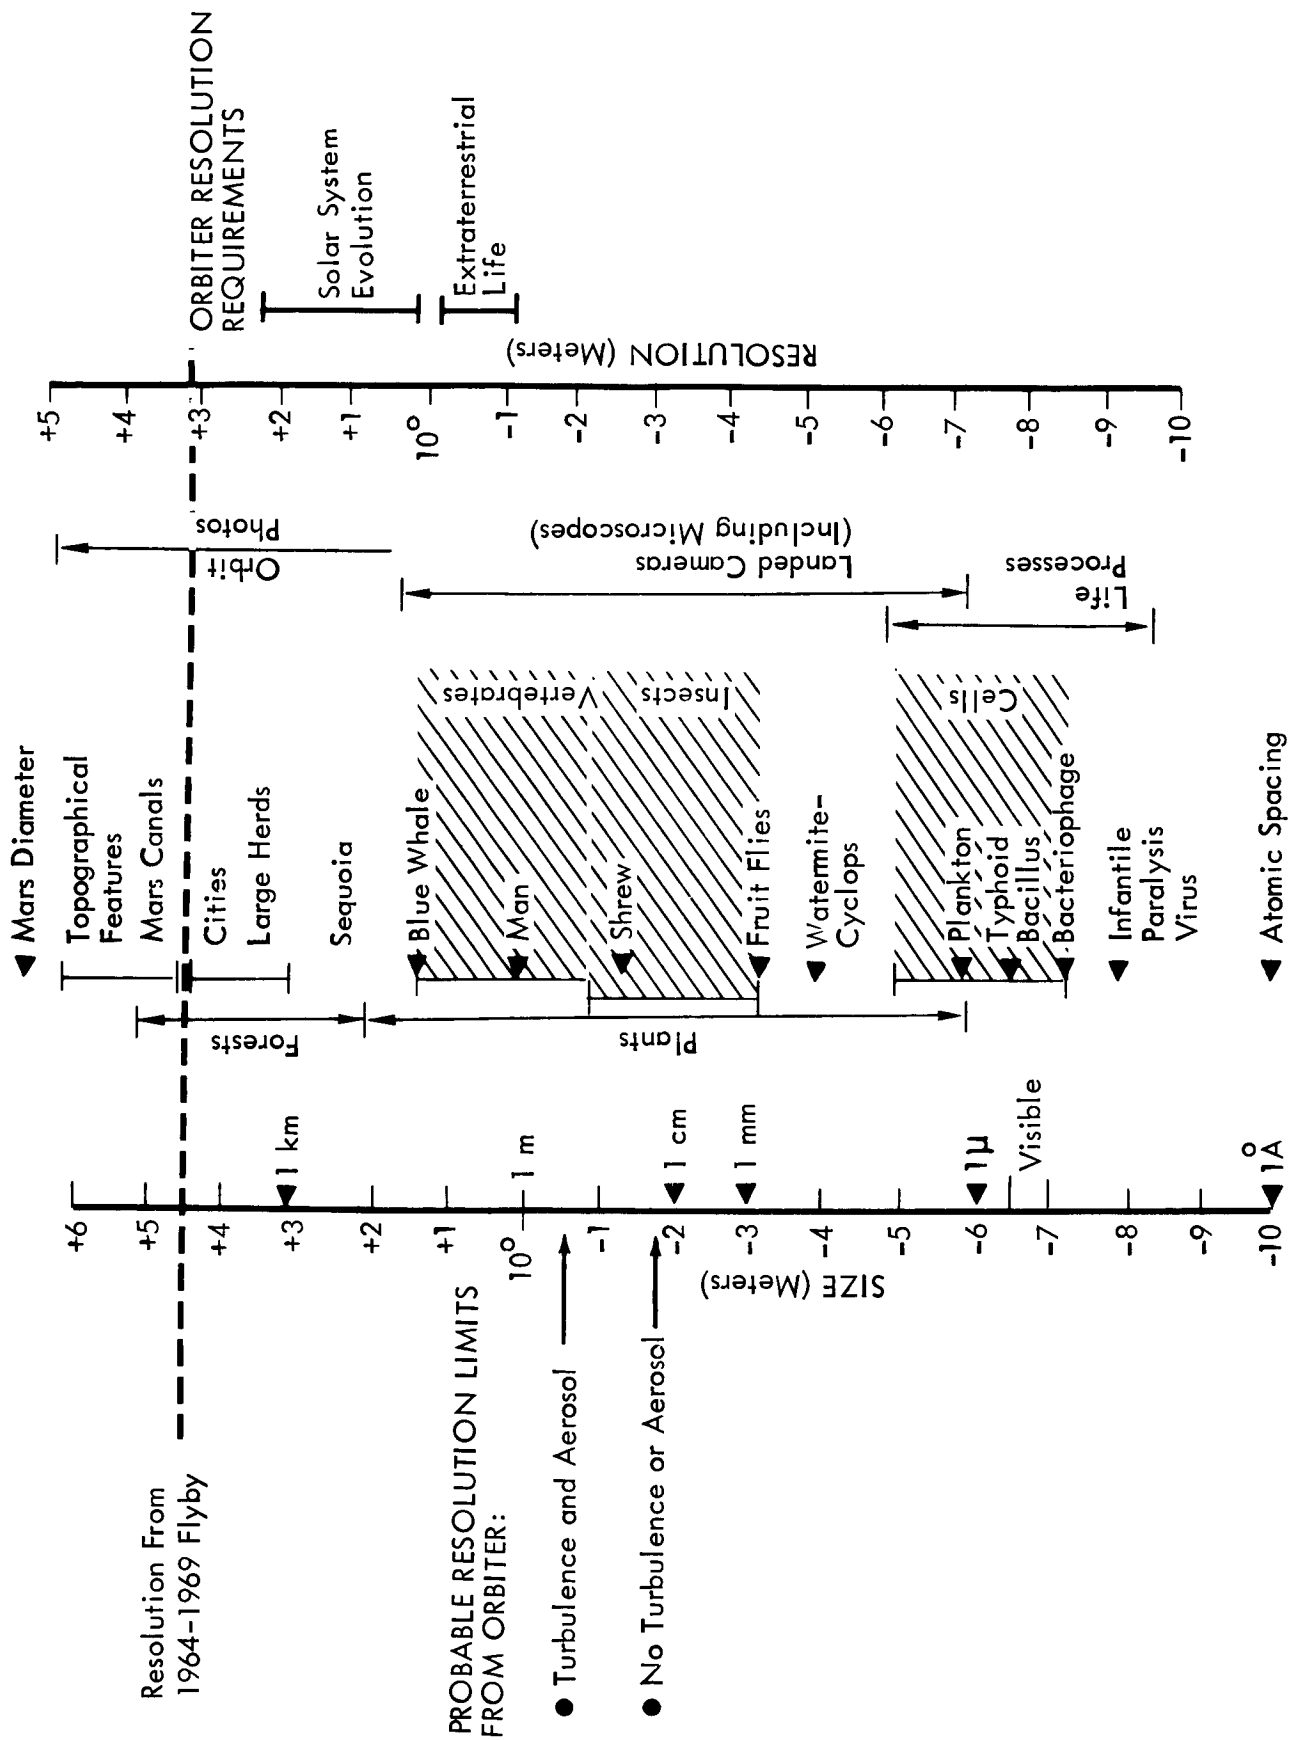 Resolution From
1964-1969 Flyby
PROBABLE RESOLUTION LIMITS
FROM ORBITER:
● Turbulence and Aerosol
● No Turbulence or Aerosol
SIZE (Meters)
+6
+5
+4
+3
+2
+1
10⁰
-1
-2
-3
-4
-5
-6
-7
-8
-9
-10
1 km
1 m
1 cm
1 mm
1μ
Visible
1Å
Forests
Plants
Mars Diameter
Topographical
Features
Mars Canals
Cities
Large Herds
Sequoia
Blue Whale
Man
Shrew
Fruit Flies
Watermite-
Cyclops
Plankton
Typhoid
Bacillus
Bacteriophage
Infantile
Paralysis
Virus
Atomic Spacing
Vertebrates
Insects
Cells
Orbit
Photos
Landed Cameras
(Including Microscopes)
Life
Processes
+5
+4
+3
+2
+1
10⁰
-1
-2
-3
-4
-5
-6
-7
-8
-9
-10
RESOLUTION (Meters)
ORBITER RESOLUTION
REQUIREMENTS
Solar System
Evolution
Extraterrestrial
Life